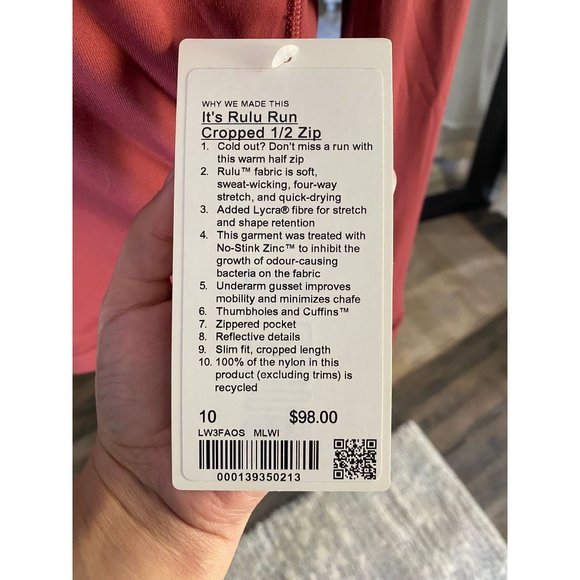 WHY WE MADE THIS
It's Rulu Run
Cropped 1/2 Zip
1. Cold out? Don't miss a run with
this warm half zip
2. Rulu™ fabric is soft,
sweat-wicking, four-way
stretch, and quick-drying
3. Added Lycra® fibre for stretch
and shape retention
4. This garment was treated with
No-Stink Zinc™ to inhibit the
growth of odour-causing
bacteria on the fabric
5. Underarm gusset improves
mobility and minimizes chafe
6. Thumbholes and Cuffins™
7. Zippered pocket
8. Reflective details
9. Slim fit, cropped length
10. 100% of the nylon in this
product (excluding trims) is
recycled
10 $98.00
LW3FAOS MLWI
000139350213